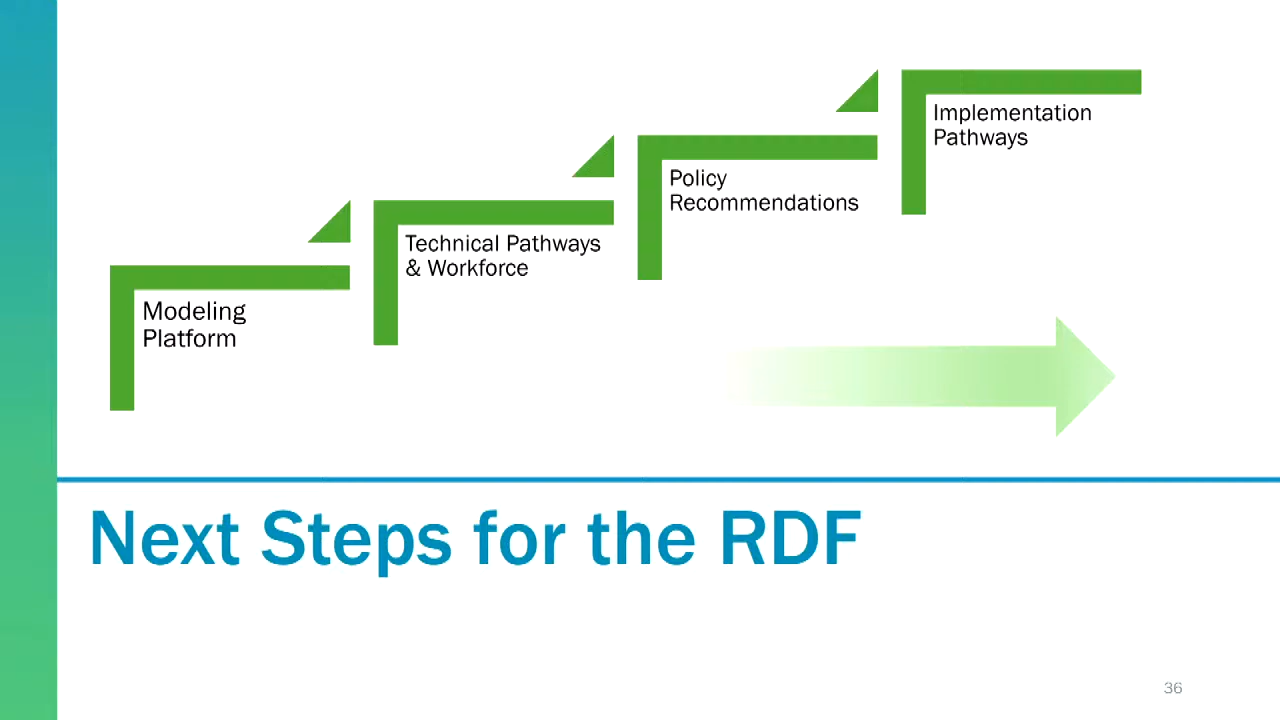 Modeling
Platform
Technical Pathways
& Workforce
Policy
Recommendations
Implementation
Pathways
Next Steps for the RDF
36